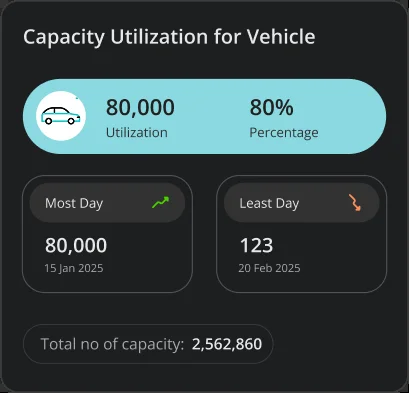 Capacity Utilization for Vehicle
80,000 80%
Utilization Percentage
Most Day Least Day
80,000 123
15 Jan 2025 20 Feb 2025
Total no of capacity: 2,562,860